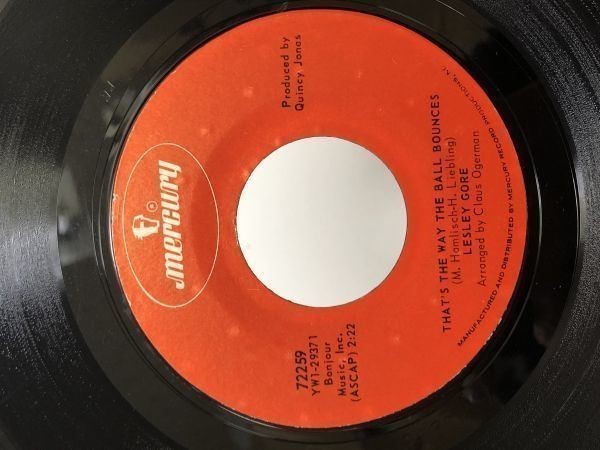 mercury
®
72259
YW1-29371
Bonjour
Music, Inc.
(ASCAP) 2:22
Produced by
Quincy Jones
THAT'S THE WAY THE BALL BOUNCES
(M. Hamlisch-H. Liebling)
LESLEY GORE
Arranged by Claus Ogerman
MANUFACTURED AND DISTRIBUTED BY MERCURY RECORD PRODUCTIONS, INC.